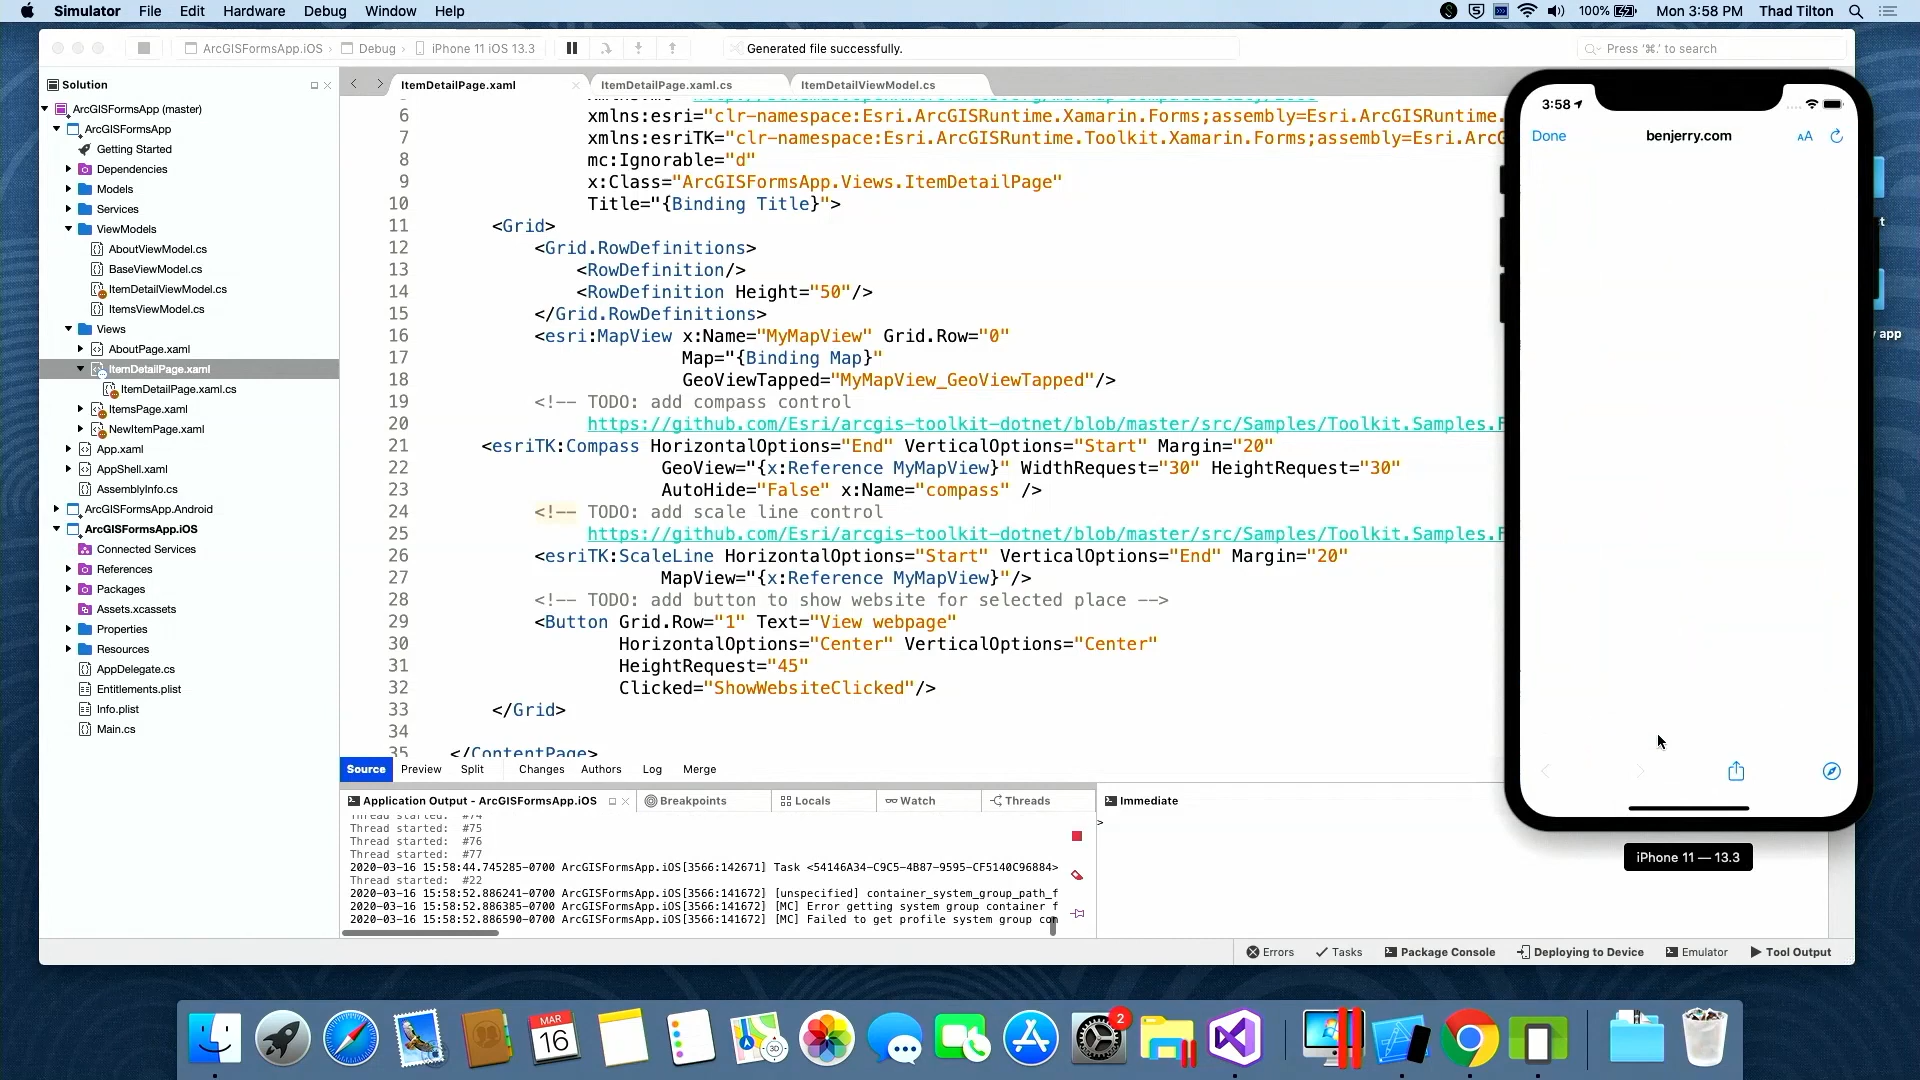 Simulator File Edit Hardware Debug Window Help
100% Mon 3:58 PM Thad Tilton
ArcGISFormsApp.iOS › Debug › iPhone 11 iOS 13.3
Generated file successfully.
Press '⌘.' to search
Solution
ArcGISFormsApp (master)
ArcGISFormsApp
Getting Started
Dependencies
Models
Services
ViewModels
AboutViewModel.cs
BaseViewModel.cs
ItemDetailViewModel.cs
ItemsViewModel.cs
Views
AboutPage.xaml
ItemDetailPage.xaml
ItemDetailPage.xaml.cs
ItemsPage.xaml
NewItemPage.xaml
App.xaml
AppShell.xaml
AssemblyInfo.cs
ArcGISFormsApp.Android
ArcGISFormsApp.iOS
Connected Services
References
Packages
Assets.xcassets
Properties
Resources
AppDelegate.cs
Entitlements.plist
Info.plist
Main.cs
ItemDetailPage.xaml ItemDetailPage.xaml.cs ItemDetailViewModel.cs
6 xmlns:esri="clr-namespace:Esri.ArcGISRuntime.Xamarin.Forms;assembly=Esri.ArcGISRuntime.
7 xmlns:esriTK="clr-namespace:Esri.ArcGISRuntime.Toolkit.Xamarin.Forms;assembly=Esri.ArcG
8 mc:Ignorable="d"
9 x:Class="ArcGISFormsApp.Views.ItemDetailPage"
10 Title="{Binding Title}">
11 <Grid>
12 <Grid.RowDefinitions>
13 <RowDefinition/>
14 <RowDefinition Height="50"/>
15 </Grid.RowDefinitions>
16 <esri:MapView x:Name="MyMapView" Grid.Row="0"
17 Map="{Binding Map}"
18 GeoViewTapped="MyMapView_GeoViewTapped"/>
19 <!-- TODO: add compass control
20 https://github.com/Esri/arcgis-toolkit-dotnet/blob/master/src/Samples/Toolkit.Samples.F
21 <esriTK:Compass HorizontalOptions="End" VerticalOptions="Start" Margin="20"
22 GeoView="{x:Reference MyMapView}" WidthRequest="30" HeightRequest="30"
23 AutoHide="False" x:Name="compass" />
24 <!-- TODO: add scale line control
25 https://github.com/Esri/arcgis-toolkit-dotnet/blob/master/src/Samples/Toolkit.Samples.F
26 <esriTK:ScaleLine HorizontalOptions="Start" VerticalOptions="End" Margin="20"
27 MapView="{x:Reference MyMapView}"/>
28 <!-- TODO: add button to show website for selected place -->
29 <Button Grid.Row="1" Text="View webpage"
30 HorizontalOptions="Center" VerticalOptions="Center"
31 HeightRequest="45"
32 Clicked="ShowWebsiteClicked"/>
33 </Grid>
34
35 </ContentPage>
Source Preview Split Changes Authors Log Merge
Application Output - ArcGISFormsApp.iOS Breakpoints Locals Watch Threads
Thread started: #74
Thread started: #75
Thread started: #76
Thread started: #77
2020-03-16 15:58:44.745285-0700 ArcGISFormsApp.iOS[3566:142671] Task <54146A34-C9C5-4B87-9595-CF5140C96884>
Thread started: #22
2020-03-16 15:58:52.886241-0700 ArcGISFormsApp.iOS[3566:141672] [unspecified] container_system_group_path_f
2020-03-16 15:58:52.886385-0700 ArcGISFormsApp.iOS[3566:141672] [MC] Error getting system group container f
2020-03-16 15:58:52.886590-0700 ArcGISFormsApp.iOS[3566:141672] [MC] Failed to get profile system group con
Immediate
>
Errors Tasks Package Console Deploying to Device Emulator Tool Output
3:58
Done benjerry.com AA
iPhone 11 — 13.3
t
y app
MAR
16
3D
2